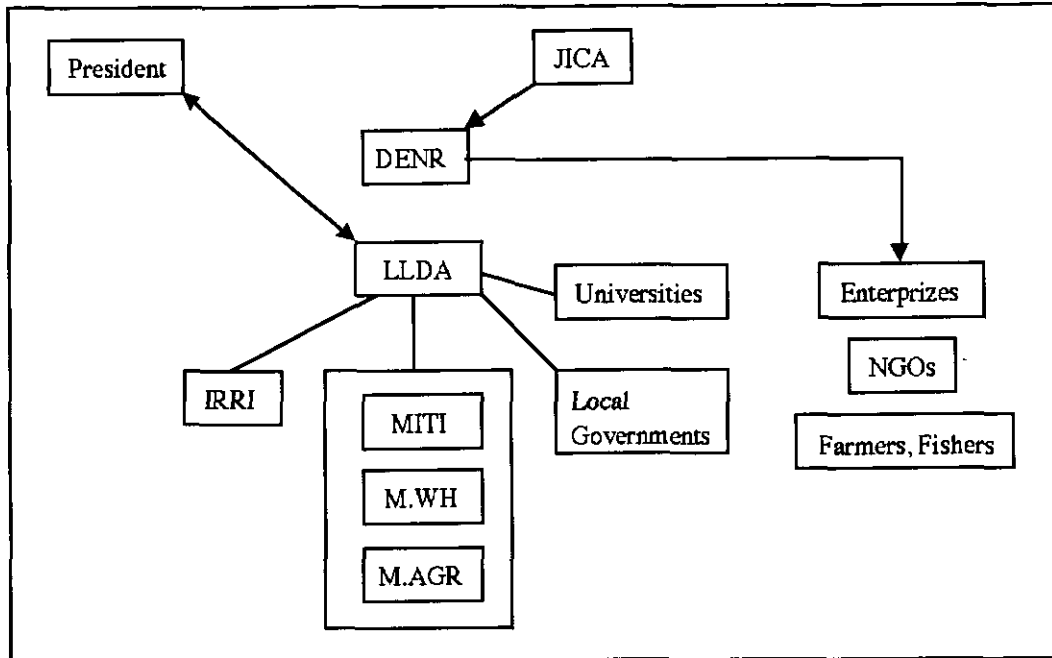 President
JICA
DENR
LLDA
Universities
Enterprizes
IRRI
MITI
M.WH
M.AGR
Local
Governments
NGOs
Farmers, Fishers